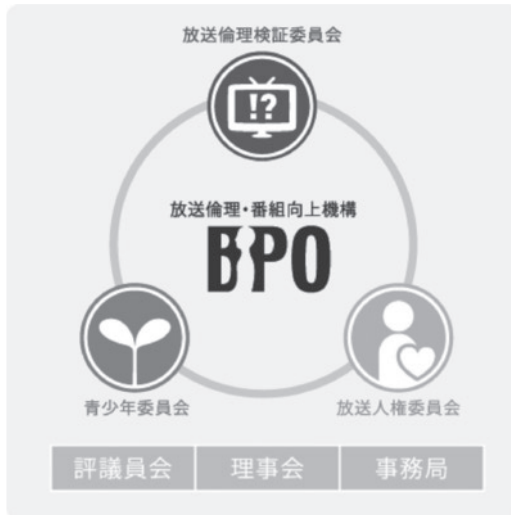 放送倫理検証委員会
!?
放送倫理・番組向上機構
BPO
青少年委員会
放送人権委員会
評議員会
理事会
事務局